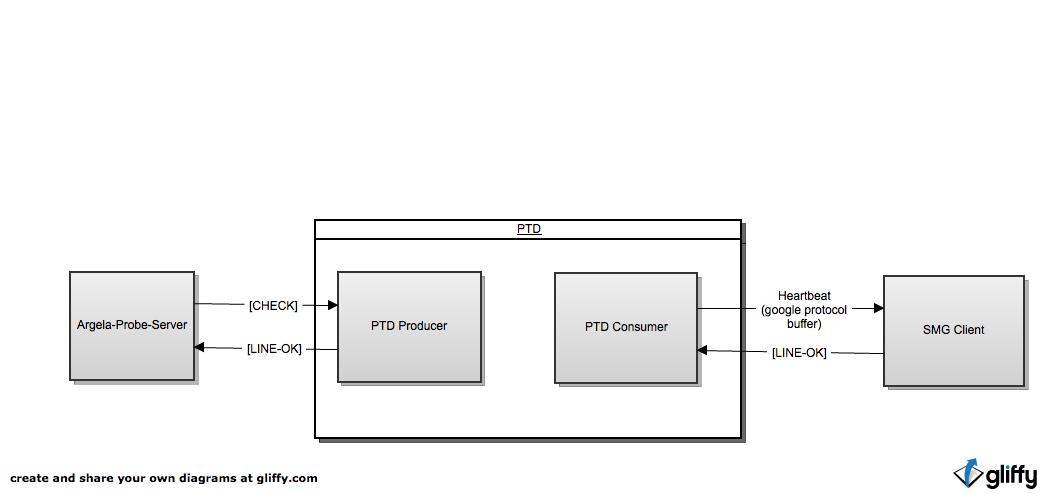 PTD
Argela-Probe-Server
[CHECK]
[LINE-OK]
PTD Producer
PTD Consumer
Heartbeat
(google protocol
buffer)
[LINE-OK]
SMG Client
create and share your own diagrams at gliffy.com
gliffy